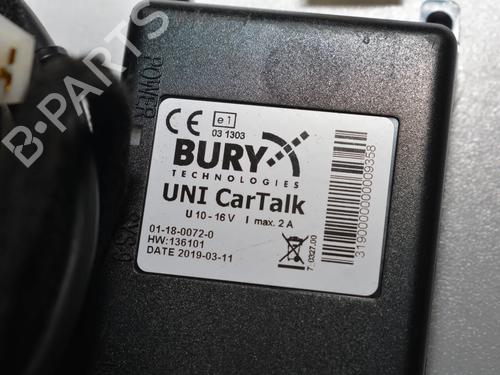 POWER
CE e1
03 1303
BURY
TECHNOLOGIES
UNI CarTalk
U 10 - 16 V I max. 2 A
01-18-0072-0
HW:136101
DATE 2019-03-11
7_0327.00
3190000000009358
B-PARTS